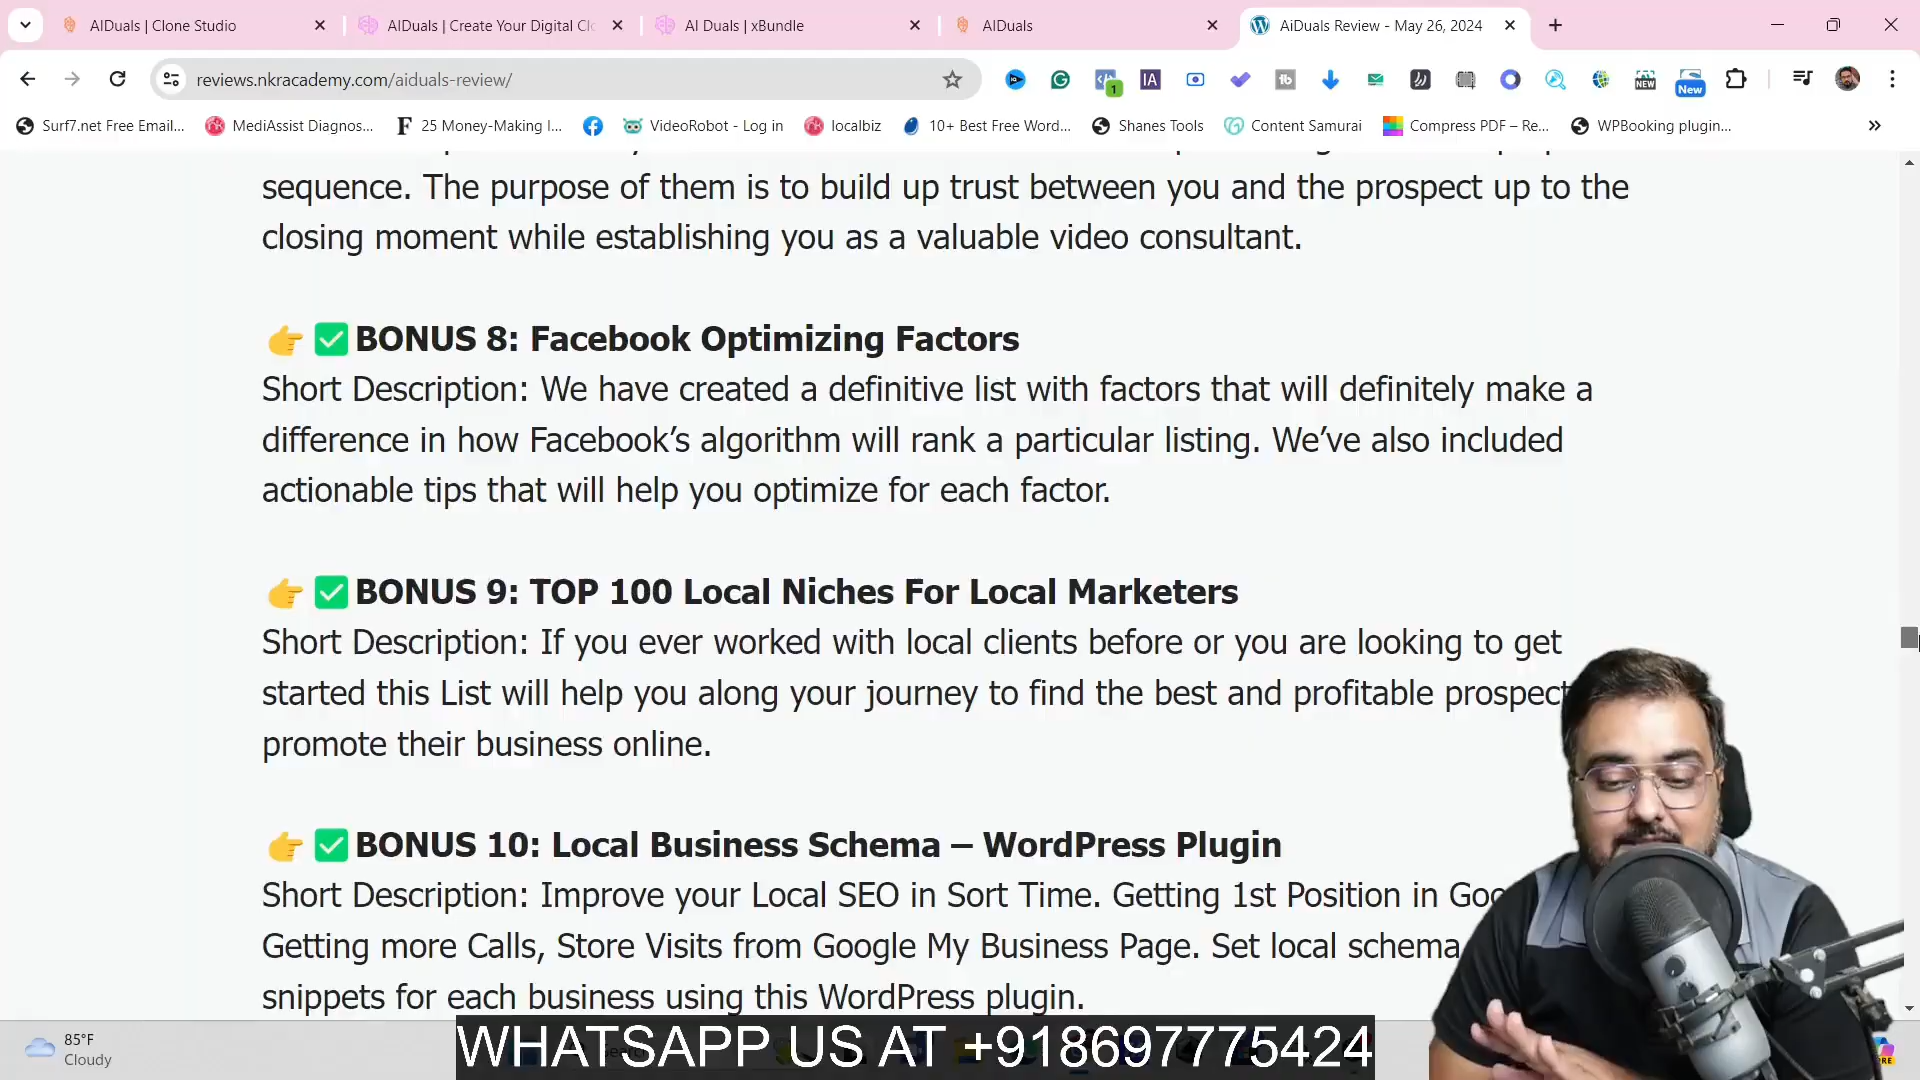 AIDuals | Clone Studio
AIDuals | Create Your Digital Clo
AI Duals | xBundle
AIDuals
AiDuals Review - May 26, 2024
reviews.nkracademy.com/aiduals-review/
1
IA
NEW
New
Surf7.net Free Email...
MediAssist Diagnos...
25 Money-Making I...
VideoRobot - Log in
localbiz
10+ Best Free Word...
Shanes Tools
Content Samurai
Compress PDF – Re...
WPBooking plugin...
sequence. The purpose of them is to build up trust between you and the prospect up to the
closing moment while establishing you as a valuable video consultant.
BONUS 8: Facebook Optimizing Factors
Short Description: We have created a definitive list with factors that will definitely make a
difference in how Facebook’s algorithm will rank a particular listing. We’ve also included
actionable tips that will help you optimize for each factor.
BONUS 9: TOP 100 Local Niches For Local Marketers
Short Description: If you ever worked with local clients before or you are looking to get
started this List will help you along your journey to find the best and profitable prospect
promote their business online.
BONUS 10: Local Business Schema – WordPress Plugin
Short Description: Improve your Local SEO in Sort Time. Getting 1st Position in Goo
Getting more Calls, Store Visits from Google My Business Page. Set local schema
snippets for each business using this WordPress plugin.
85°F
Cloudy
WHATSAPP US AT +918697775424